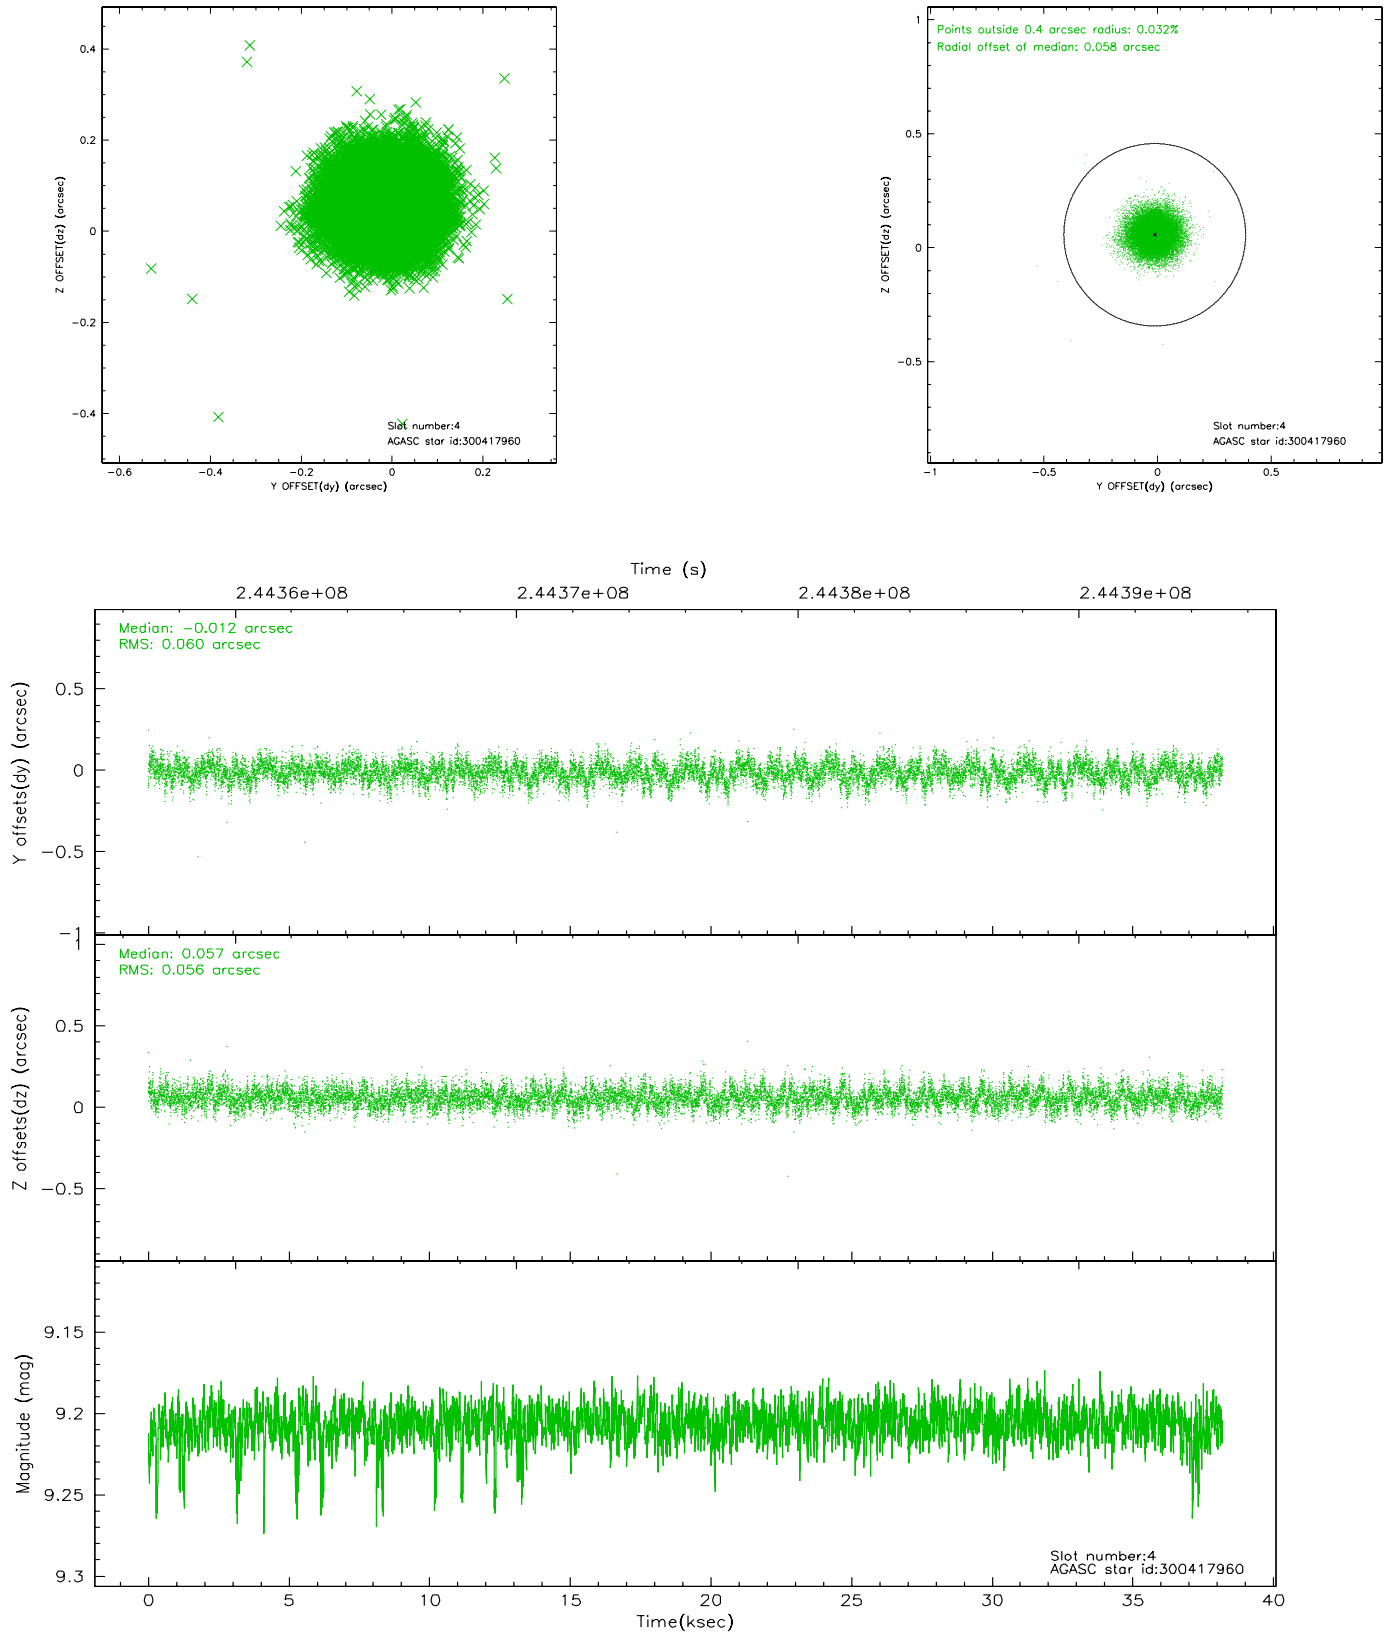 0.4
0.2
0
-0.2
-0.4
Z OFFSET(dz) (arcsec)
Slot number:4
AGASC star id:300417960
-0.6
-0.4
-0.2
0
0.2
Y OFFSET(dy) (arcsec)
Points outside 0.4 arcsec radius: 0.032%
Radial offset of median: 0.058 arcsec
1
0.5
0
-0.5
Z OFFSET(dz) (arcsec)
Slot number:4
AGASC star id:300417960
-1
-0.5
0
0.5
Y OFFSET(dy) (arcsec)
Time (s)
2.4436e+08
2.4437e+08
2.4438e+08
2.4439e+08
Median: -0.012 arcsec
RMS: 0.060 arcsec
0.5
0
-0.5
-1
Y offsets(dy) (arcsec)
Median: 0.057 arcsec
RMS: 0.056 arcsec
1
0.5
0
-0.5
Z offsets(dz) (arcsec)
9.15
9.2
9.25
9.3
Magnitude (mag)
Slot number:4
AGASC star id:300417960
0
5
10
15
20
25
30
35
40
Time(ksec)